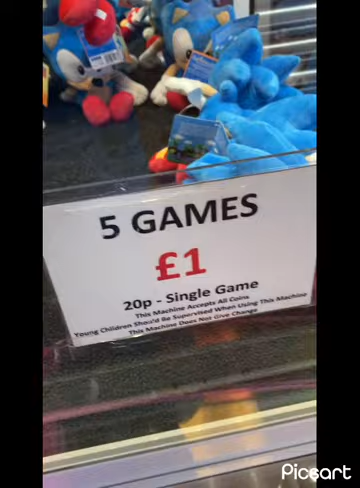 5 GAMES
£1
20p - Single Game
This Machine Accepts All Coins
Young Children Should Be Supervised When Using This Machine
This Machine Does Not Give Change
Picsart